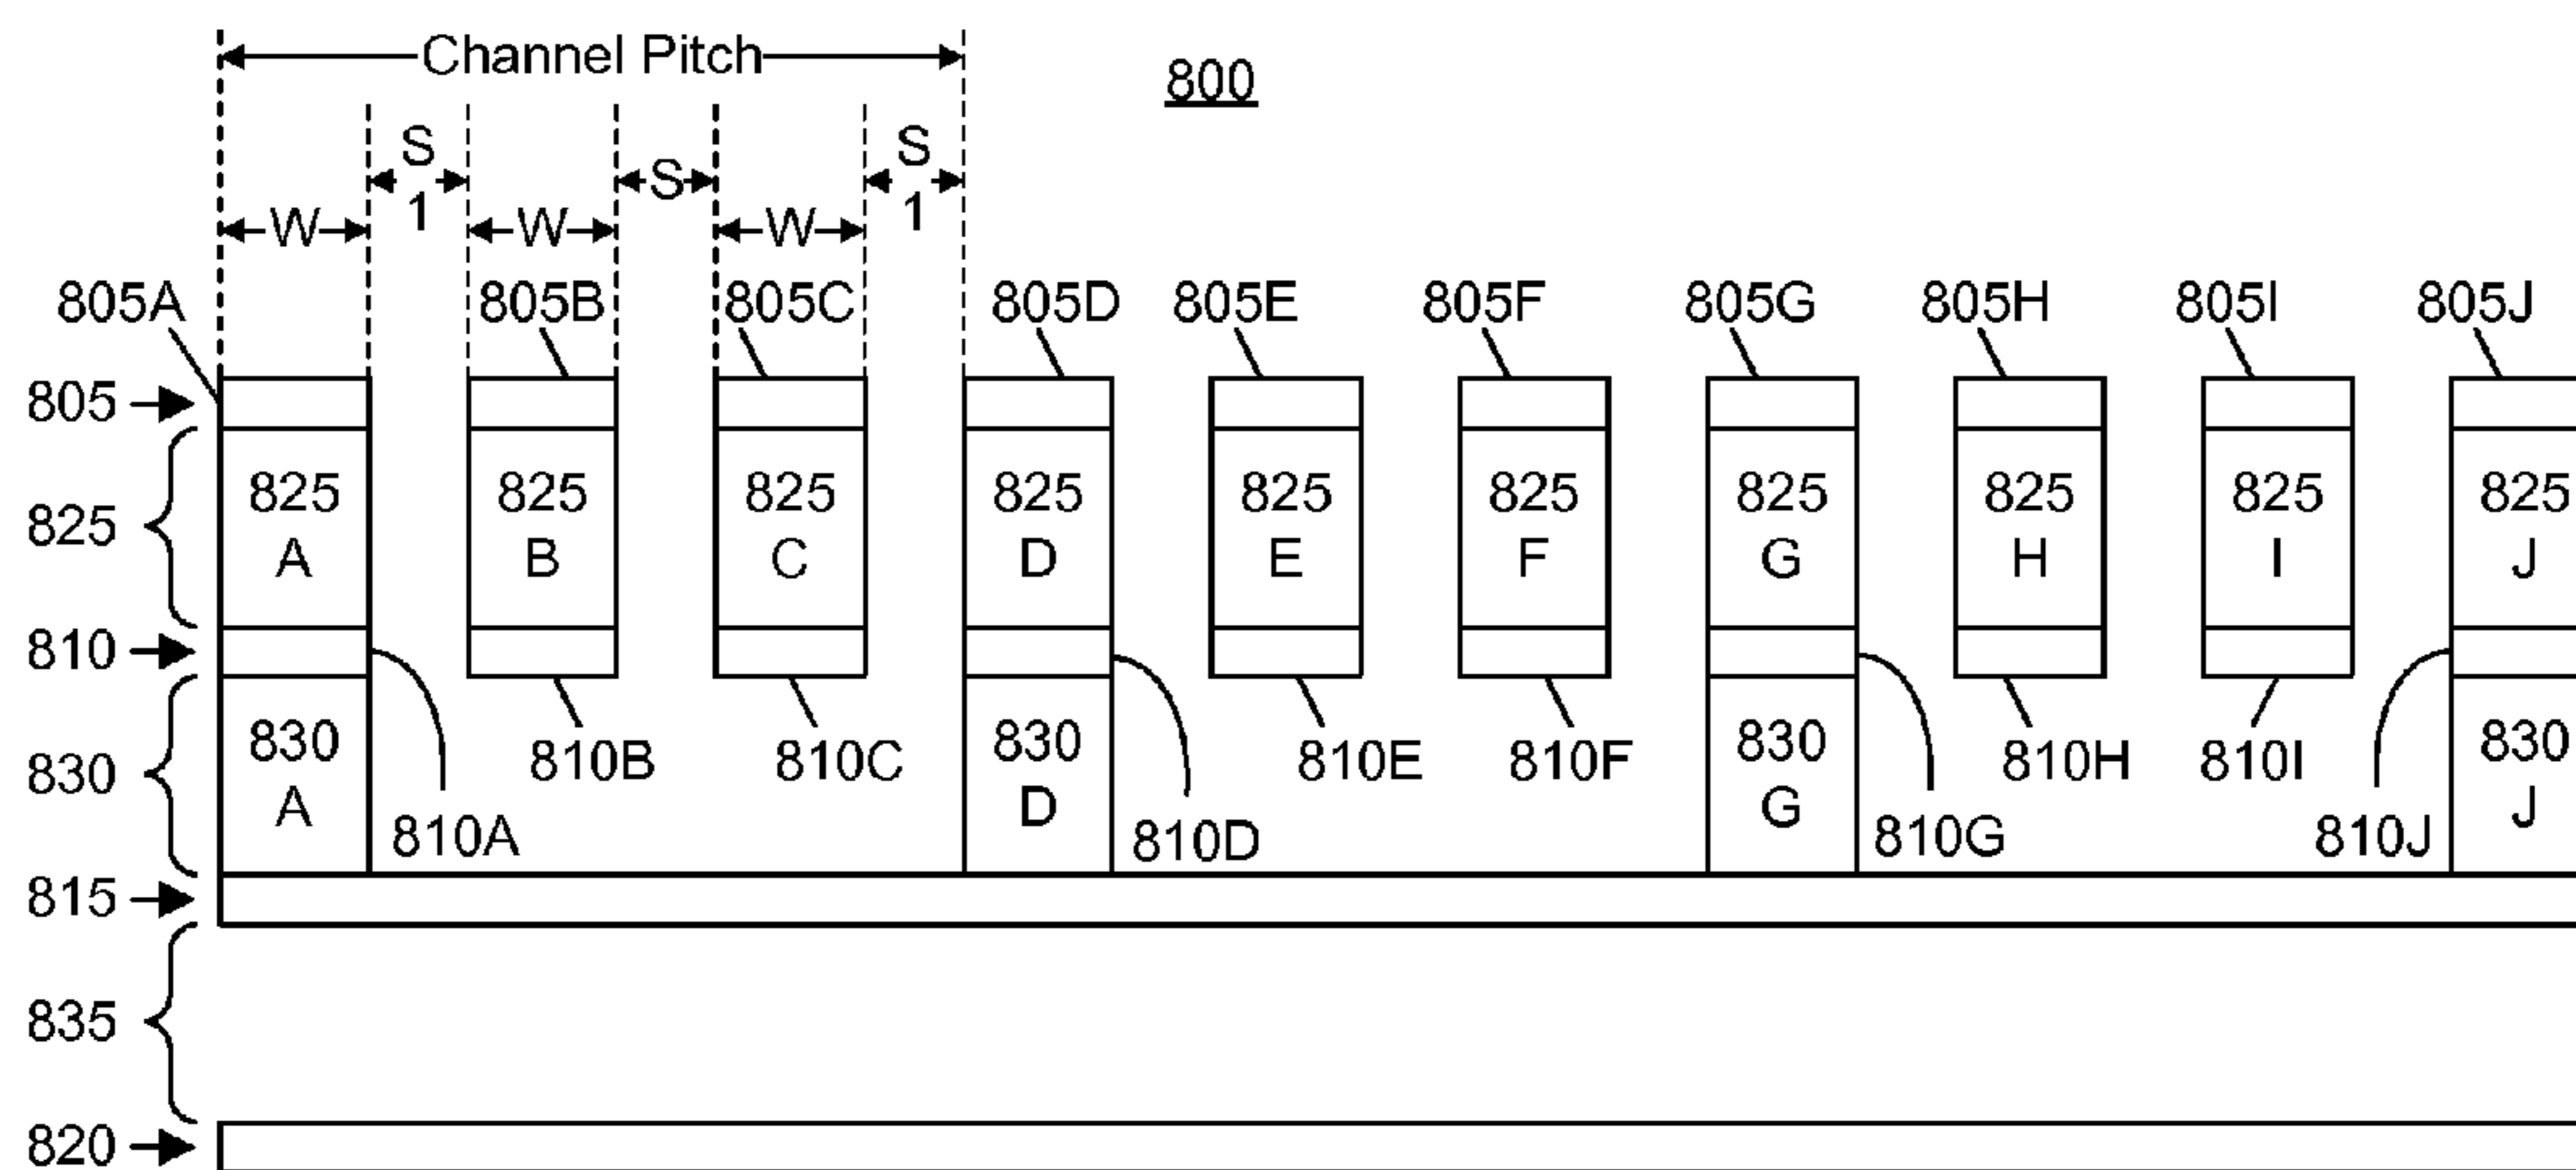 Channel Pitch
800
S
1
S
S
1
W
W
W
805A
805B
805C
805D
805E
805F
805G
805H
805I
805J
805
825
825
A
825
B
825
C
825
D
825
E
825
F
825
G
825
H
825
I
825
J
810
830
830
A
810A
810B
810C
830
D
810D
810E
810F
830
G
810G
810H
810I
810J
830
J
815
835
820